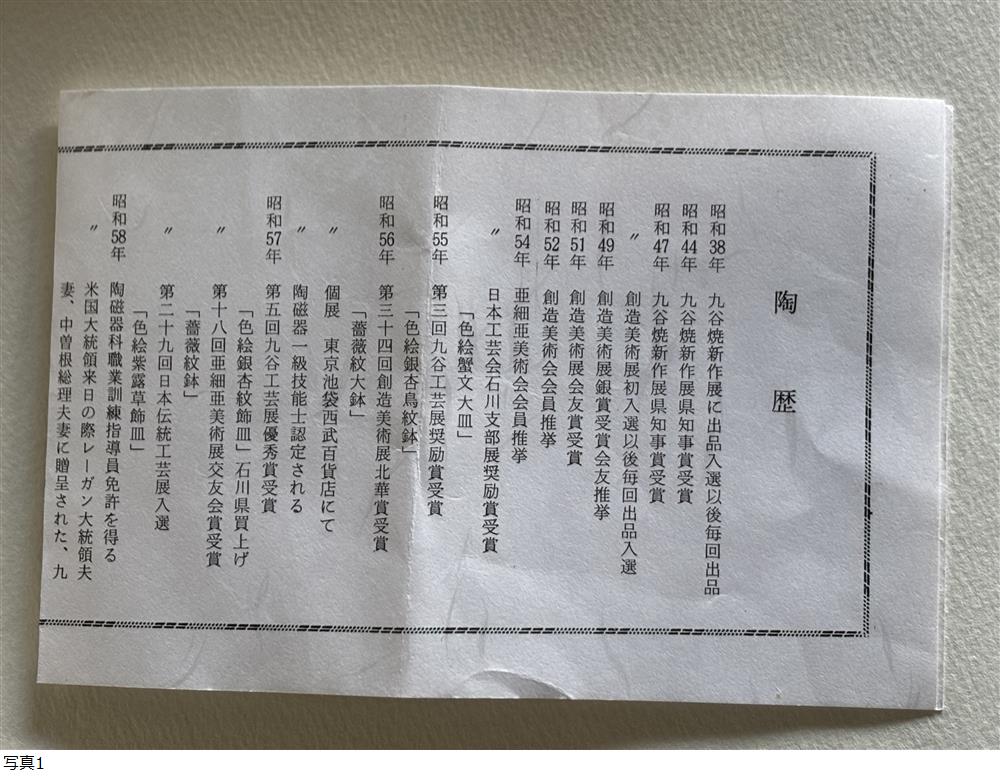 陶歴
昭和38年 九谷焼新作展に出品入選以後毎回出品
昭和44年 九谷焼新作展県知事賞受賞
昭和47年 九谷焼新作展県知事賞受賞
〃 創造美術展初入選以後毎回出品入選
昭和49年 創造美術展銀賞受賞会友推挙
昭和51年 創造美術展会友賞受賞
昭和52年 創造美術会会員推挙
昭和54年 亜細亜美術会会員推挙
〃 日本工芸会石川支部展奨励賞受賞
「色絵蟹文大皿」
昭和55年 第三回九谷工芸展奨励賞受賞
「色絵銀杏鳥紋鉢」
昭和56年 第三十四回創造美術展北華賞受賞
「薔薇紋大鉢」
〃 個展 東京池袋西武百貨店にて
〃 陶磁器一級技能士認定される
昭和57年 第五回九谷工芸展優秀賞受賞
「色絵銀杏紋飾皿」石川県買上げ
〃 第十八回亜細亜美術展交友会賞受賞
「薔薇紋鉢」
〃 第二十九回日本伝統工芸展入選
「色絵紫露草飾皿」
昭和58年 陶磁器科職業訓練指導員免許を得る
〃 米国大統領来日の際レーガン大統領夫
妻、中曽根総理夫妻に贈呈された、九
写真1